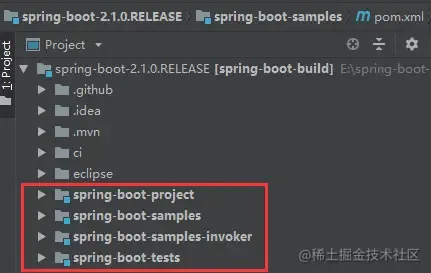 spring-boot-2.1.0.RELEASE spring-boot-samples pom.xml
1: Project
Project
spring-boot-2.1.0.RELEASE [spring-boot-build] E:\spring-boot-
.github
.idea
.mvn
ci
eclipse
spring-boot-project
spring-boot-samples
spring-boot-samples-invoker
spring-boot-tests
@稀土掘金技术社区